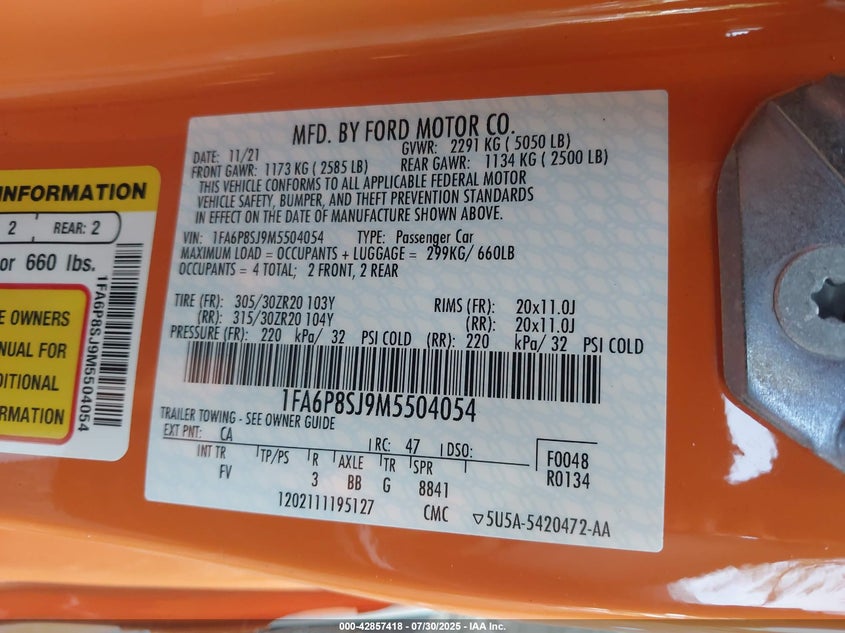 INFORMATION
2 REAR: 2
or 660 lbs.
E OWNERS
NUAL FOR
DITIONAL
FORMATION
1FA6P8SJ9M5504054
MFD. BY FORD MOTOR CO.
DATE: 11/21 GVWR: 2291 KG ( 5050 LB)
FRONT GAWR: 1173 KG ( 2585 LB) REAR GAWR: 1134 KG ( 2500 LB)
THIS VEHICLE CONFORMS TO ALL APPLICABLE FEDERAL MOTOR
VEHICLE SAFETY, BUMPER, AND THEFT PREVENTION STANDARDS
IN EFFECT ON THE DATE OF MANUFACTURE SHOWN ABOVE.
VIN: 1FA6P8SJ9M5504054 TYPE: Passenger Car
MAXIMUM LOAD = OCCUPANTS + LUGGAGE = 299KG/ 660LB
OCCUPANTS = 4 TOTAL; 2 FRONT, 2 REAR
TIRE (FR): 305/30ZR20 103Y RIMS (FR): 20x11.0J
(RR): 315/30ZR20 104Y (RR): 20x11.0J
PRESSURE (FR): 220 kPa/ 32 PSI COLD (RR): 220 kPa/ 32 PSI COLD
1FA6P8SJ9M5504054
TRAILER TOWING - SEE OWNER GUIDE
EXT PNT: CA RC: 47 DSO: F0048
INT TR TP/PS R AXLE TR SPR R0134
FV 3 BB G 8841
1202111195127 CMC ▽5U5A-5420472-AA
000-42857418 - 07/30/2025 - IAA Inc.